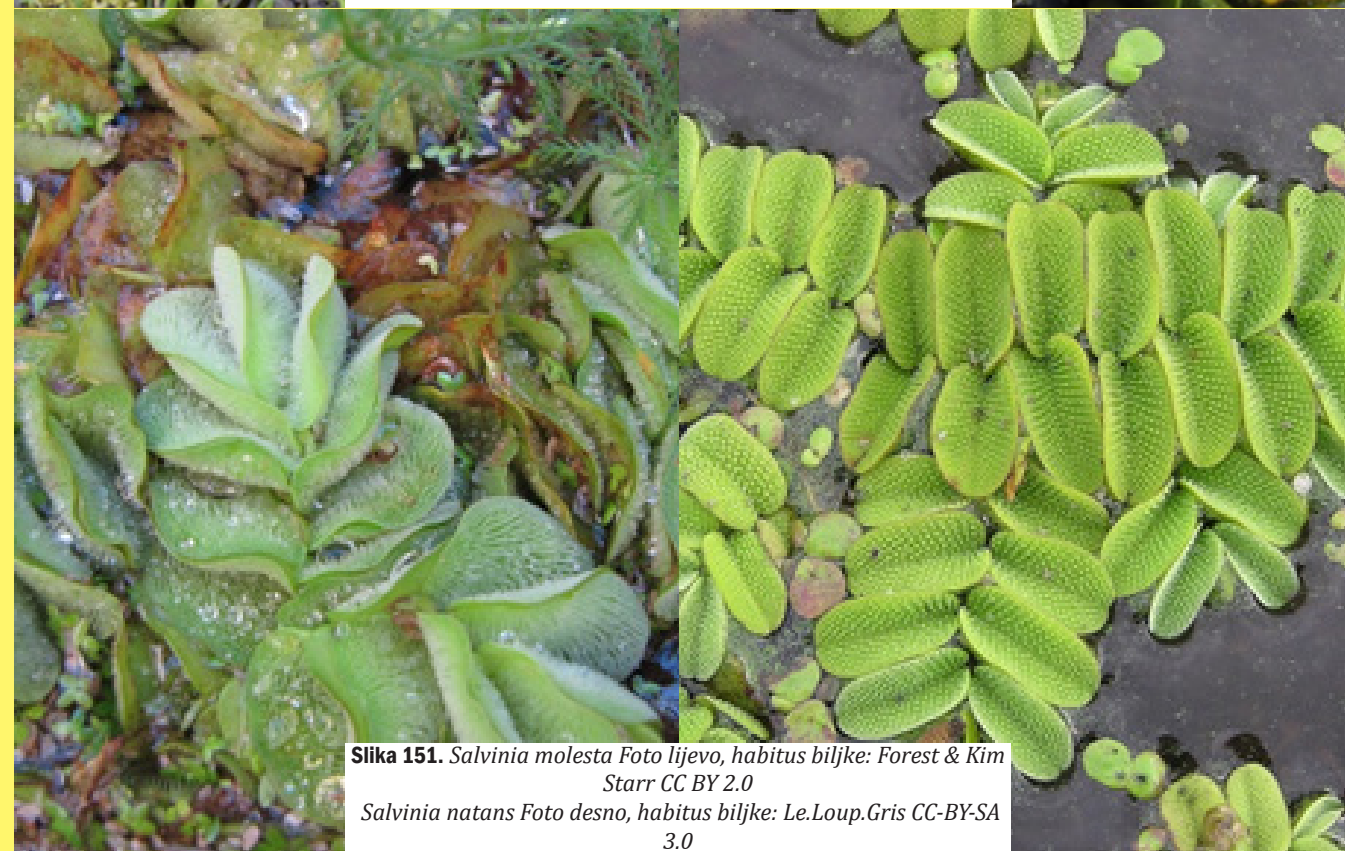 Slika 151. Salvinia molesta Foto lijevo, habitus biljke: Forest & Kim
Starr CC BY 2.0
Salvinia natans Foto desno, habitus biljke: Le.Loup.Gris CC-BY-SA
3.0